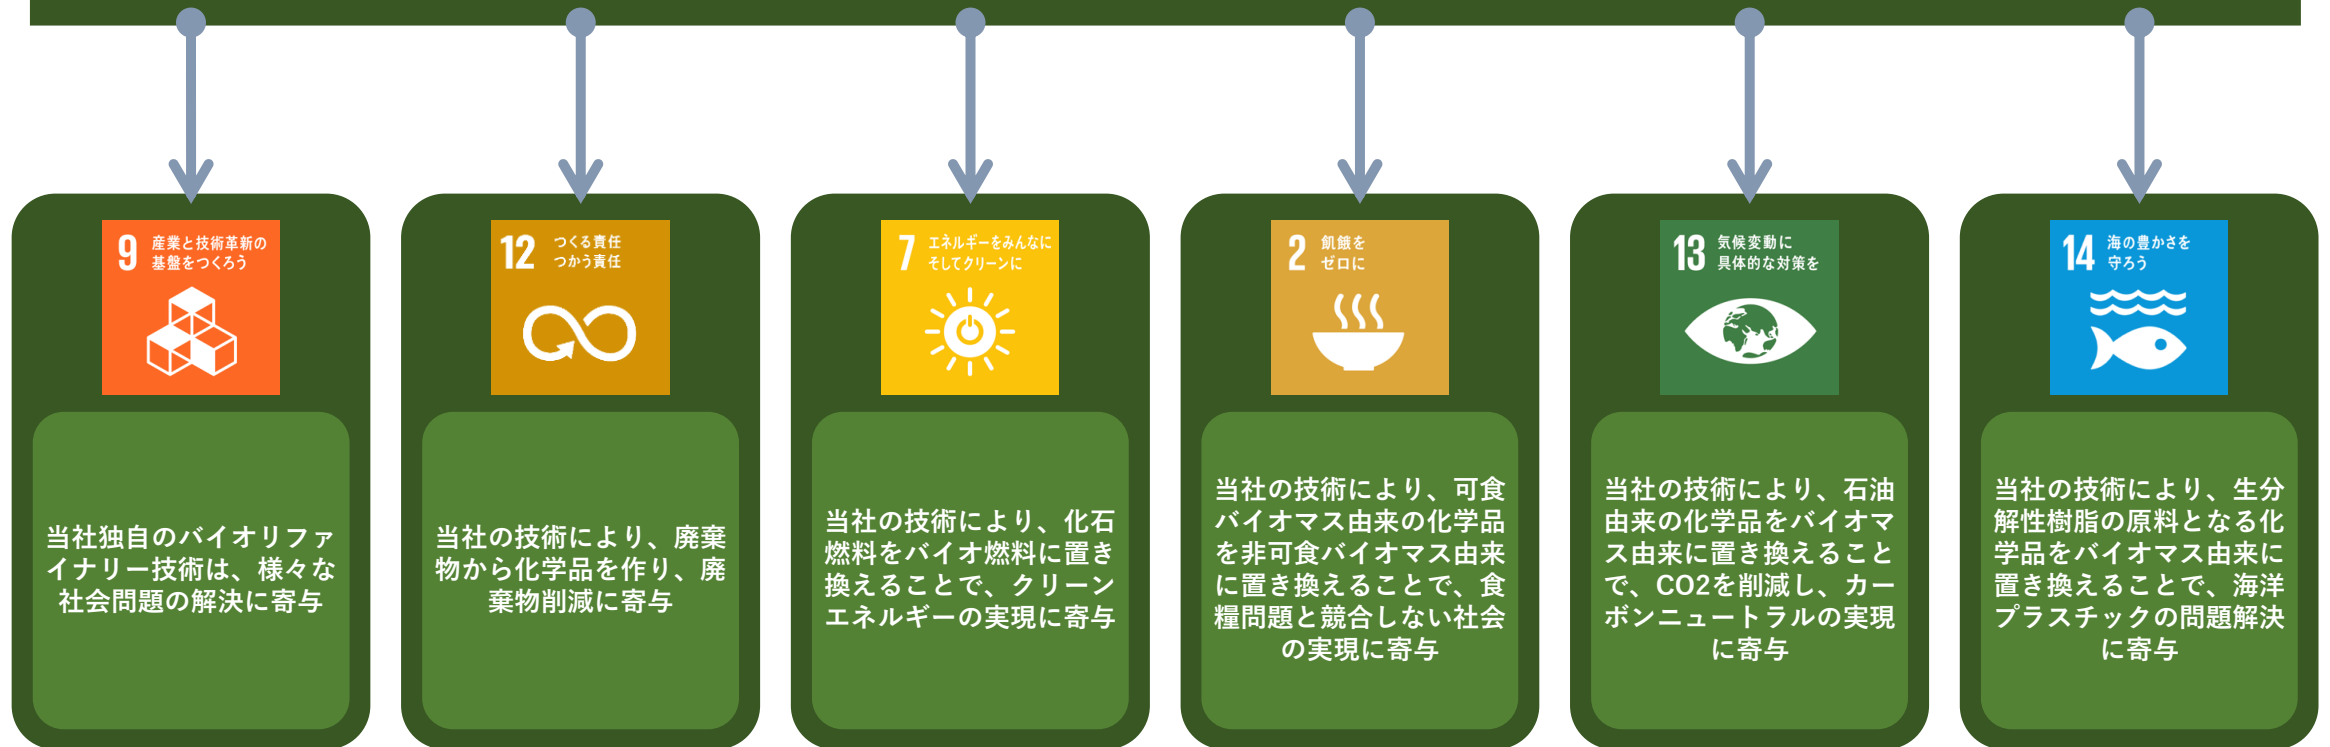 9 産業と技術革新の
基盤をつくろう
当社独自のバイオリファ
イナリー技術は、様々な
社会問題の解決に寄与
12 つくる責任
つかう責任
当社の技術により、廃棄
物から化学品を作り、廃
棄物削減に寄与
7 エネルギーをみんなに
そしてクリーンに
当社の技術により、化石
燃料をバイオ燃料に置き
換えることで、クリーン
エネルギーの実現に寄与
2 飢餓を
ゼロに
当社の技術により、可食
バイオマス由来の化学品
を非可食バイオマス由来
に置き換えることで、食
糧問題と競合しない社会
の実現に寄与
13 気候変動に
具体的な対策を
当社の技術により、石油
由来の化学品をバイオマ
ス由来に置き換えること
で、CO2を削減し、カー
ボンニュートラルの実現
に寄与
14 海の豊かさを
守ろう
当社の技術により、生分
解性樹脂の原料となる化
学品をバイオマス由来に
置き換えることで、海洋
プラスチックの問題解決
に寄与